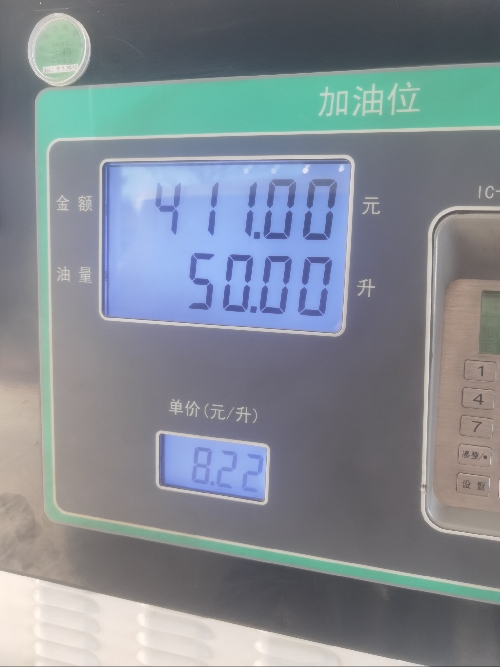 加油位
金额 411.00 元
油量 50.00 升
单价(元/升)
8.22
IC-
1
4
7
设置